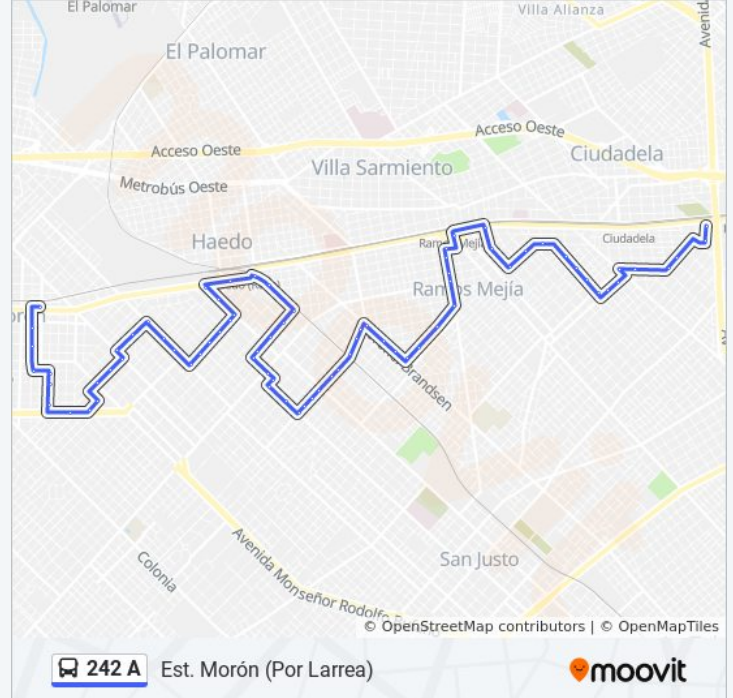 El Palomar
Villa Alianza
Avenid
El Palomar
Acceso Oeste
Acceso Oeste
Ciudadela
Villa Sarmiento
Metrobús Oeste
Haedo
Ramos Mejía
Ciudadela
Ramos Mejía
Brandsen
San Justo
Colonia
Avenida Monseñor Rodolfo
© OpenStreetMap contributors | © OpenMapTiles
242 A Est. Morón (Por Larrea)
moovit